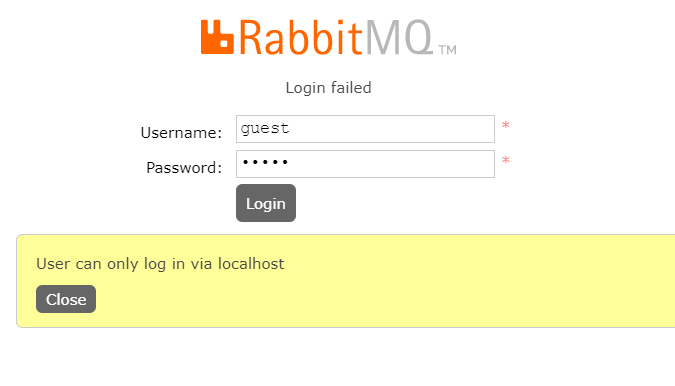 RabbitMQ™
Login failed
Username: guest *
Password: ••••• *
Login
User can only log in via localhost
Close